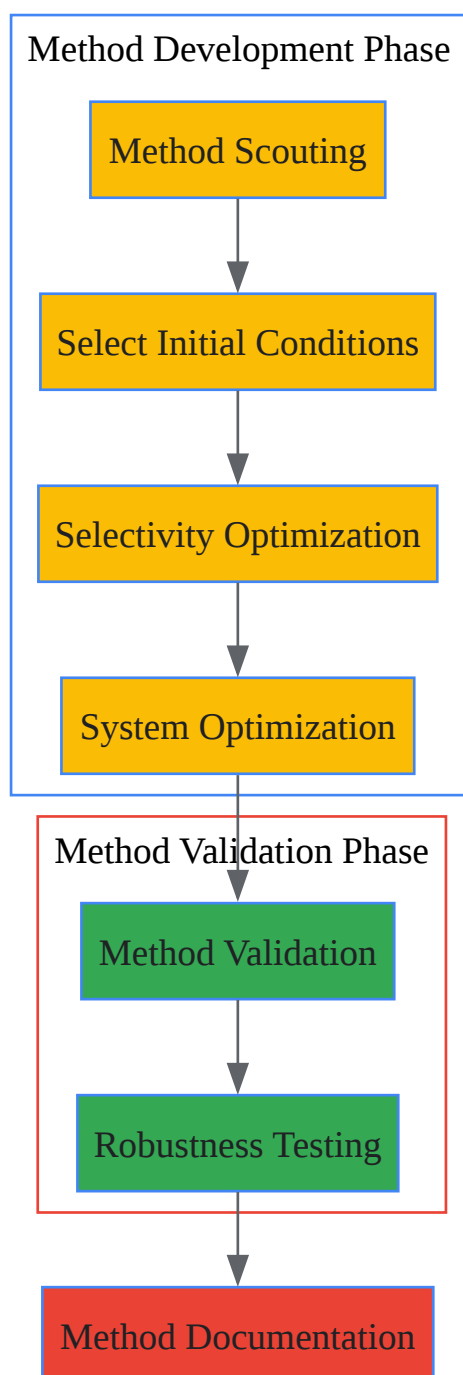 Method Development Phase
Method Scouting
Select Initial Conditions
Selectivity Optimization
System Optimization
Method Validation Phase
Method Validation
Robustness Testing
Method Documentation